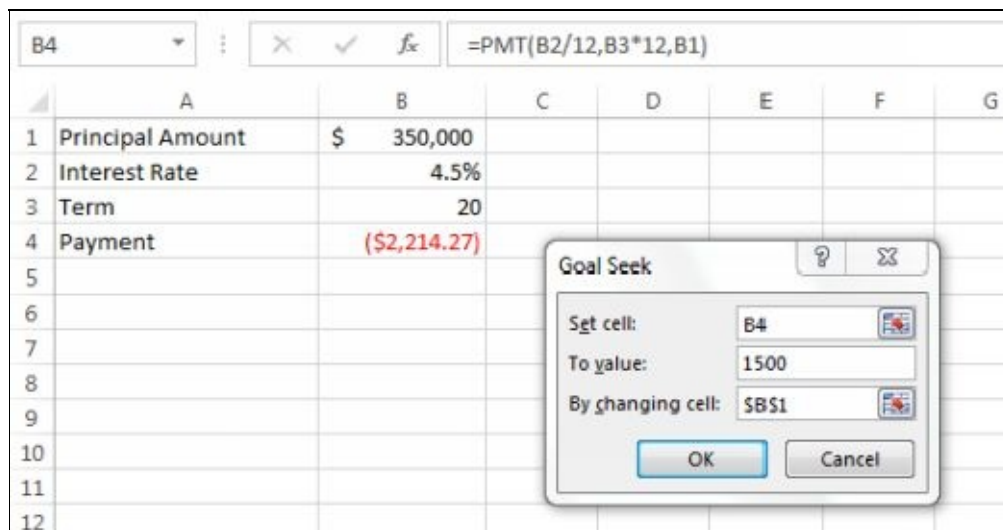 B4 fx =PMT(B2/12,B3*12,B1)
A B C D E F G
1 Principal Amount $ 350,000
2 Interest Rate 4.5%
3 Term 20
4 Payment ($2,214.27)
5
6
7
8
9
10
11
12
Goal Seek ?
Set cell: B4
To value: 1500
By changing cell: $B$1
OK Cancel